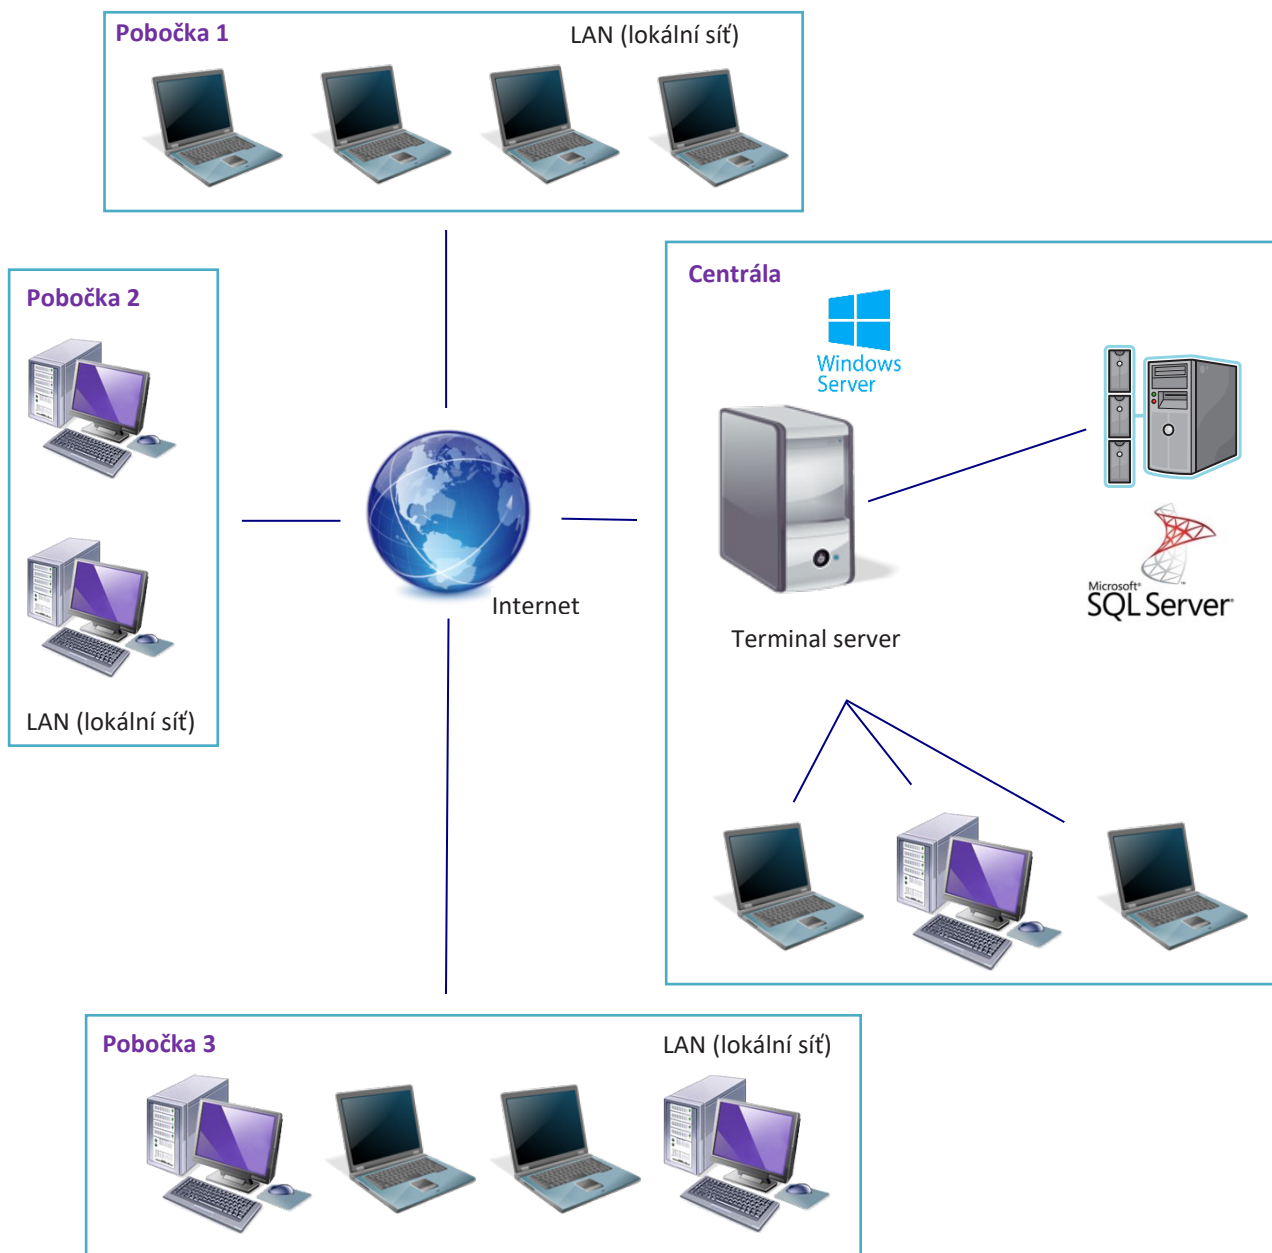 Pobočka 1
LAN (lokální síť)
Pobočka 2
LAN (lokální síť)
Internet
Centrála
Windows
Server
Terminal server
Microsoft®
SQL Server®
Pobočka 3
LAN (lokální síť)